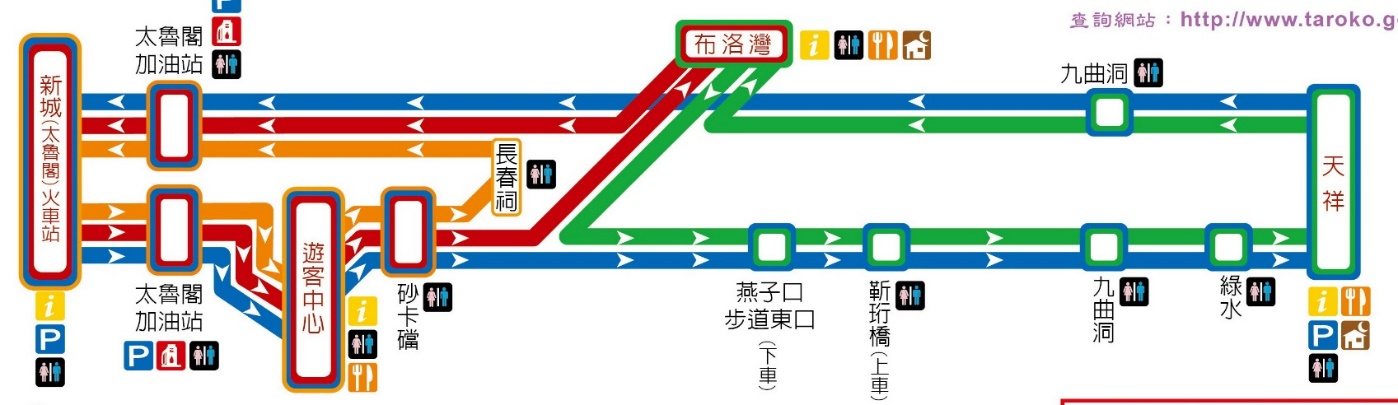 查詢網站：http://www.taroko.g
太魯閣
加油站
布洛灣
九曲洞
新城(太魯閣)火車站
長春祠
天祥
遊客中心
太魯閣
加油站
砂卡礑
燕子口
步道東口
(下車)
靳珩橋(上車)
九曲洞
綠水
i
P
P
i
i
i
P
P